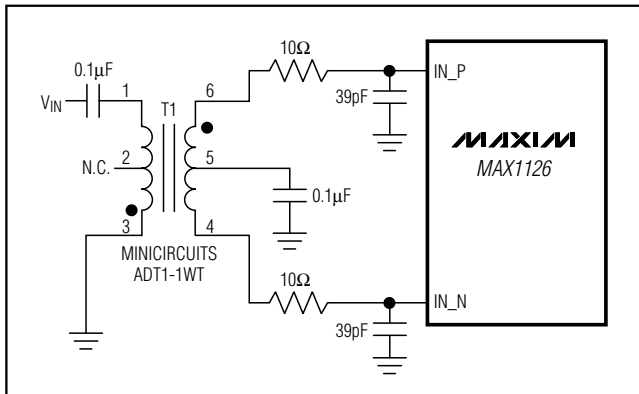 10Ω
0.1μF
1
6
T1
IN_P
39pF
VIN
MAXIM
MAX1126
2
N.C.
5
0.1μF
3
4
MINICIRCUITS
ADT1-1WT
10Ω
IN_N
39pF